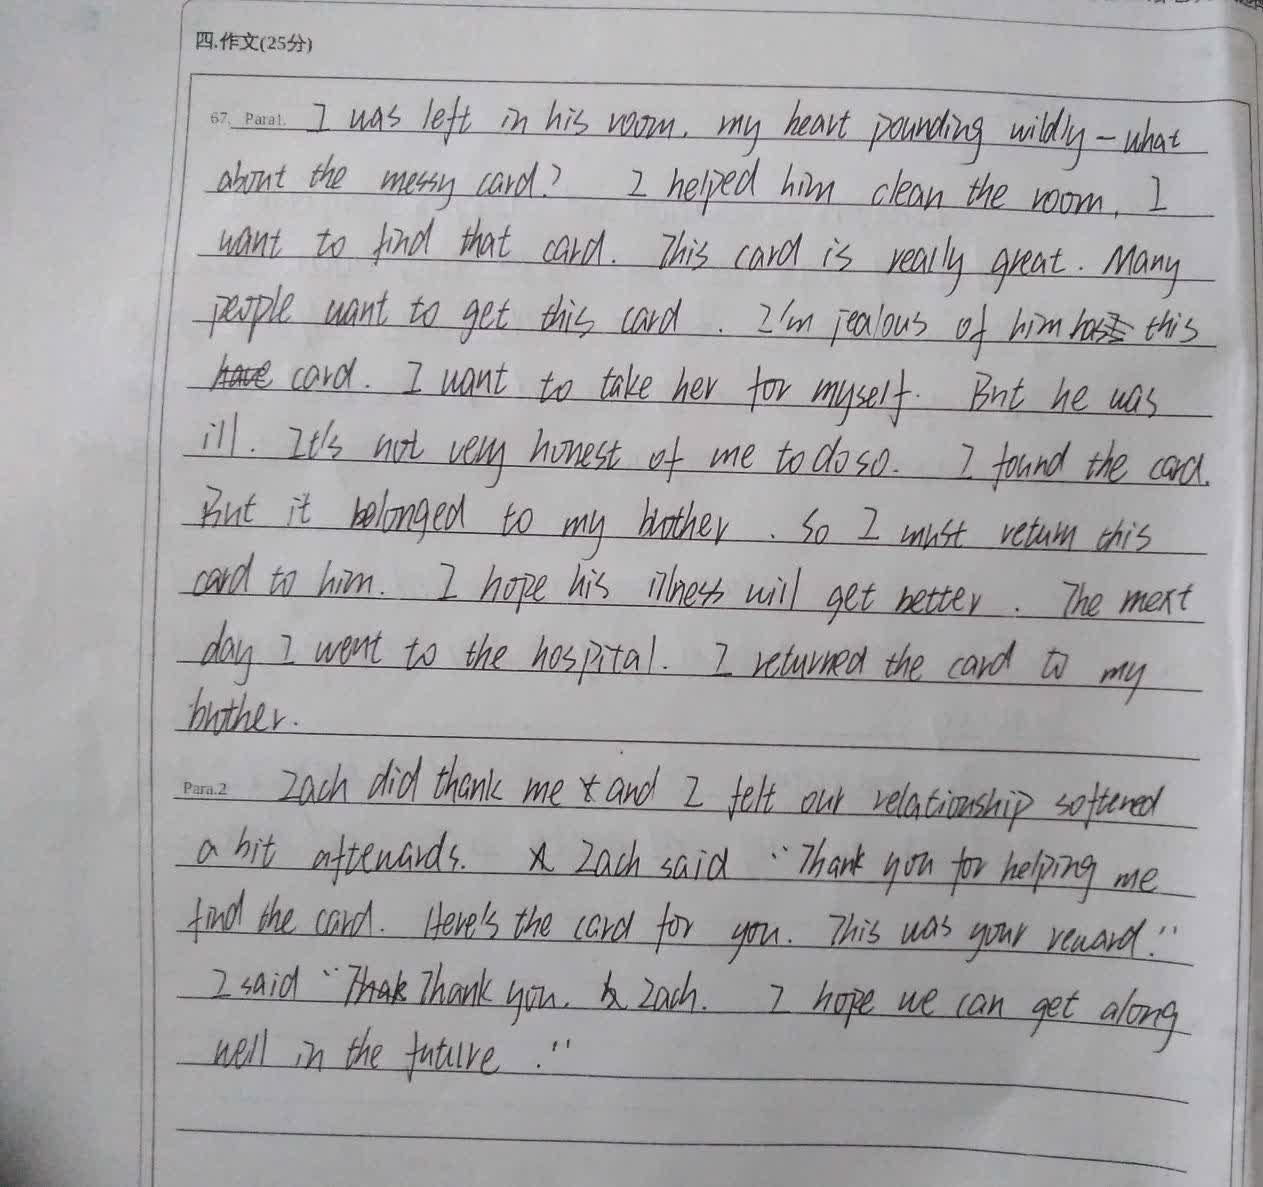 四.作文(25分)
67. Para1. I was left in his room, my heart pounding wildly – what
about the messy card? I helped him clean the room, I
want to find that card. This card is really great. Many
people want to get this card. I'm jealous of him has this
have card. I want to take her for myself. But he was
ill. It's not very honest of me to do so. I found the card.
But it belonged to my brother. So I must return this
card to him. I hope his illness will get better. The mext
day I went to the hospital. I returned the card to my
brother.
Para.2 Zach did thank me and I felt our relationship softened
a bit afterwards. Zach said "Thank you for helping me
find the card. Here's the card for you. This was your reward."
I said "Thak Thank you. Zach. I hope we can get along
well in the future."